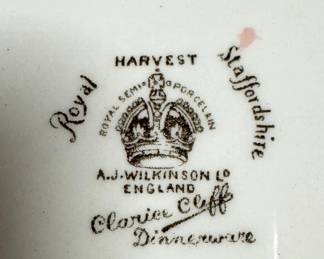 HARVEST
Royal Staffordshire
ROYAL SEMI PORCELAIN
A.J. WILKINSON LD
ENGLAND
Clarice Cliff
Dinnerware